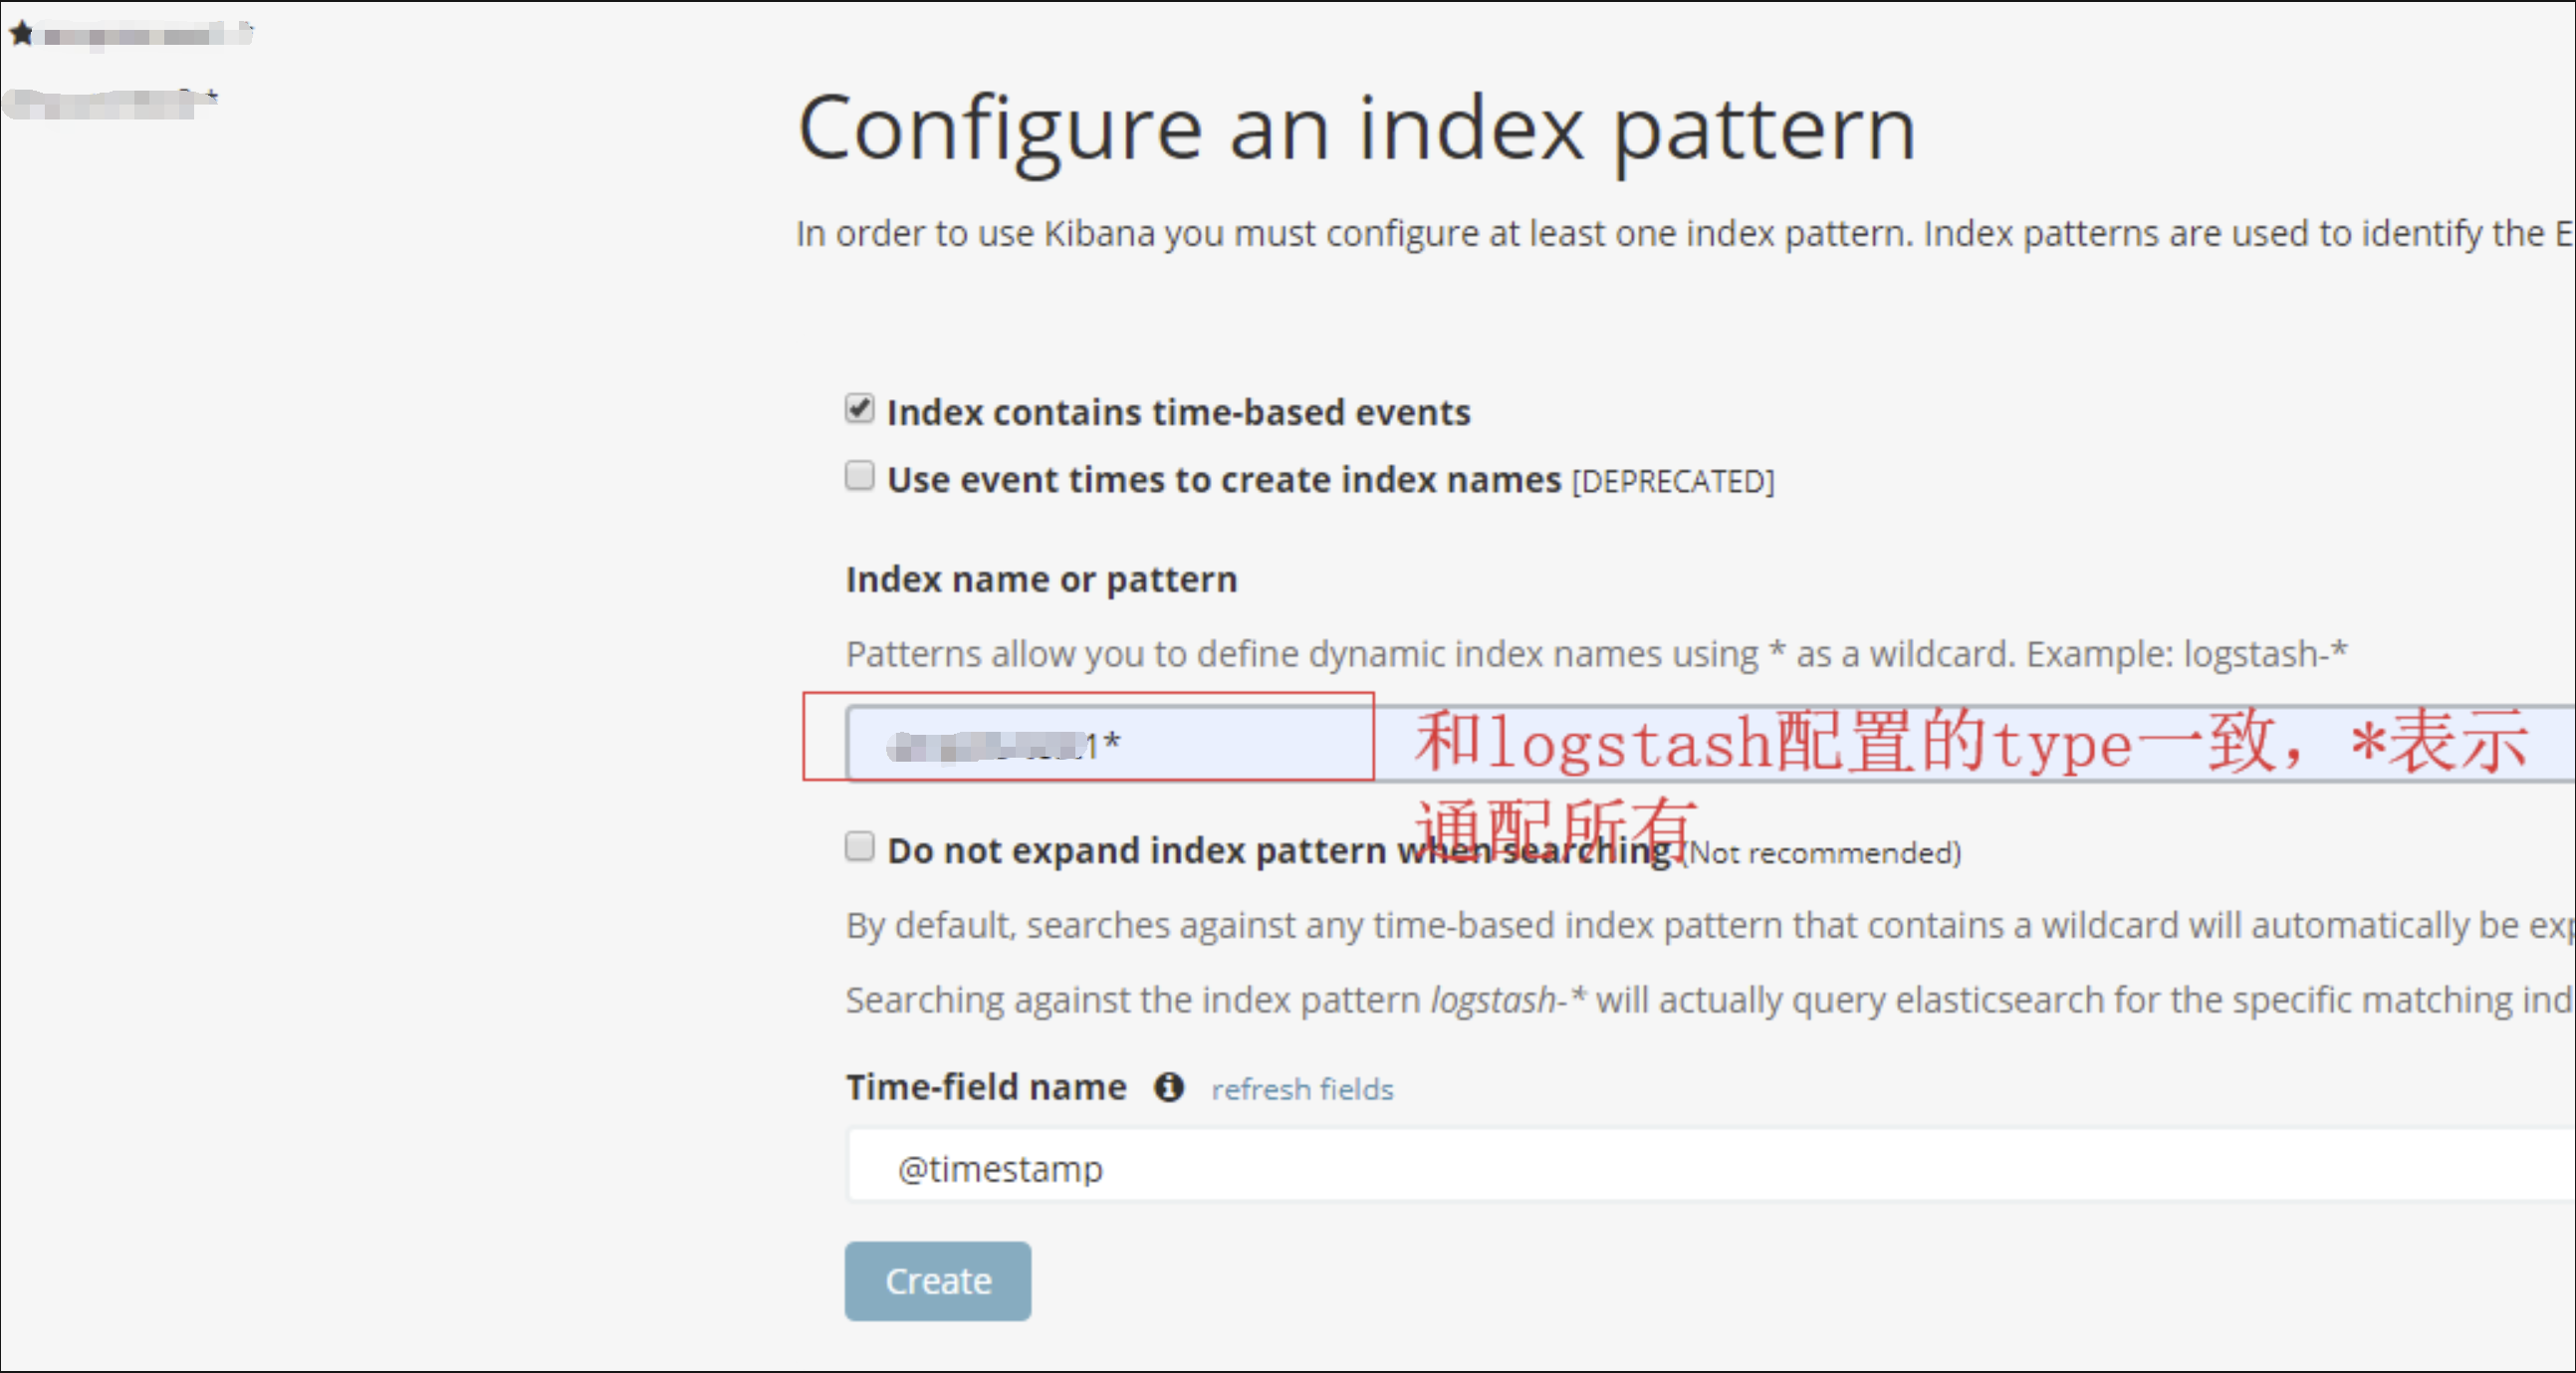 Configure an index pattern
In order to use Kibana you must configure at least one index pattern. Index patterns are used to identify the E
Index contains time-based events
Use event times to create index names [DEPRECATED]
Index name or pattern
Patterns allow you to define dynamic index names using * as a wildcard. Example: logstash-*
1*
和logstash配置的type一致，*表示
通配所有
Do not expand index pattern when searching (Not recommended)
By default, searches against any time-based index pattern that contains a wildcard will automatically be exp
Searching against the index pattern logstash-* will actually query elasticsearch for the specific matching ind
Time-field name refresh fields
@timestamp
Create